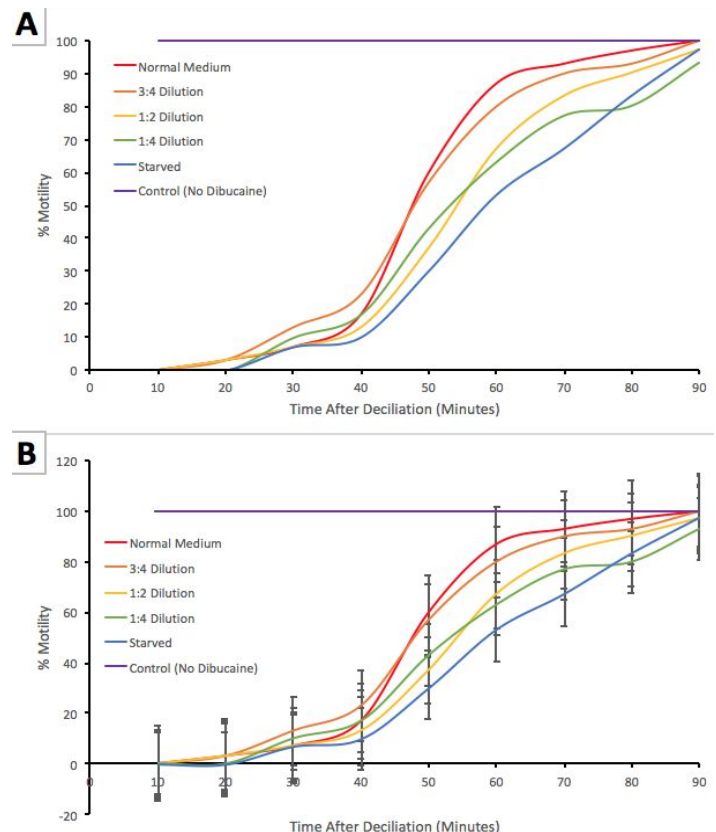 A
100
90
80
70
60
50
40
30
20
10
0
% Motility
Normal Medium
3:4 Dilution
1:2 Dilution
1:4 Dilution
Starved
Control (No Dibucaine)
0 10 20 30 40 50 60 70 80 90
Time After Deciliation (Minutes)
B
120
100
80
60
40
20
0
-20
% Motility
Normal Medium
3:4 Dilution
1:2 Dilution
1:4 Dilution
Starved
Control (No Dibucaine)
0 10 20 30 40 50 60 70 80 90
Time After Deciliation (Minutes)